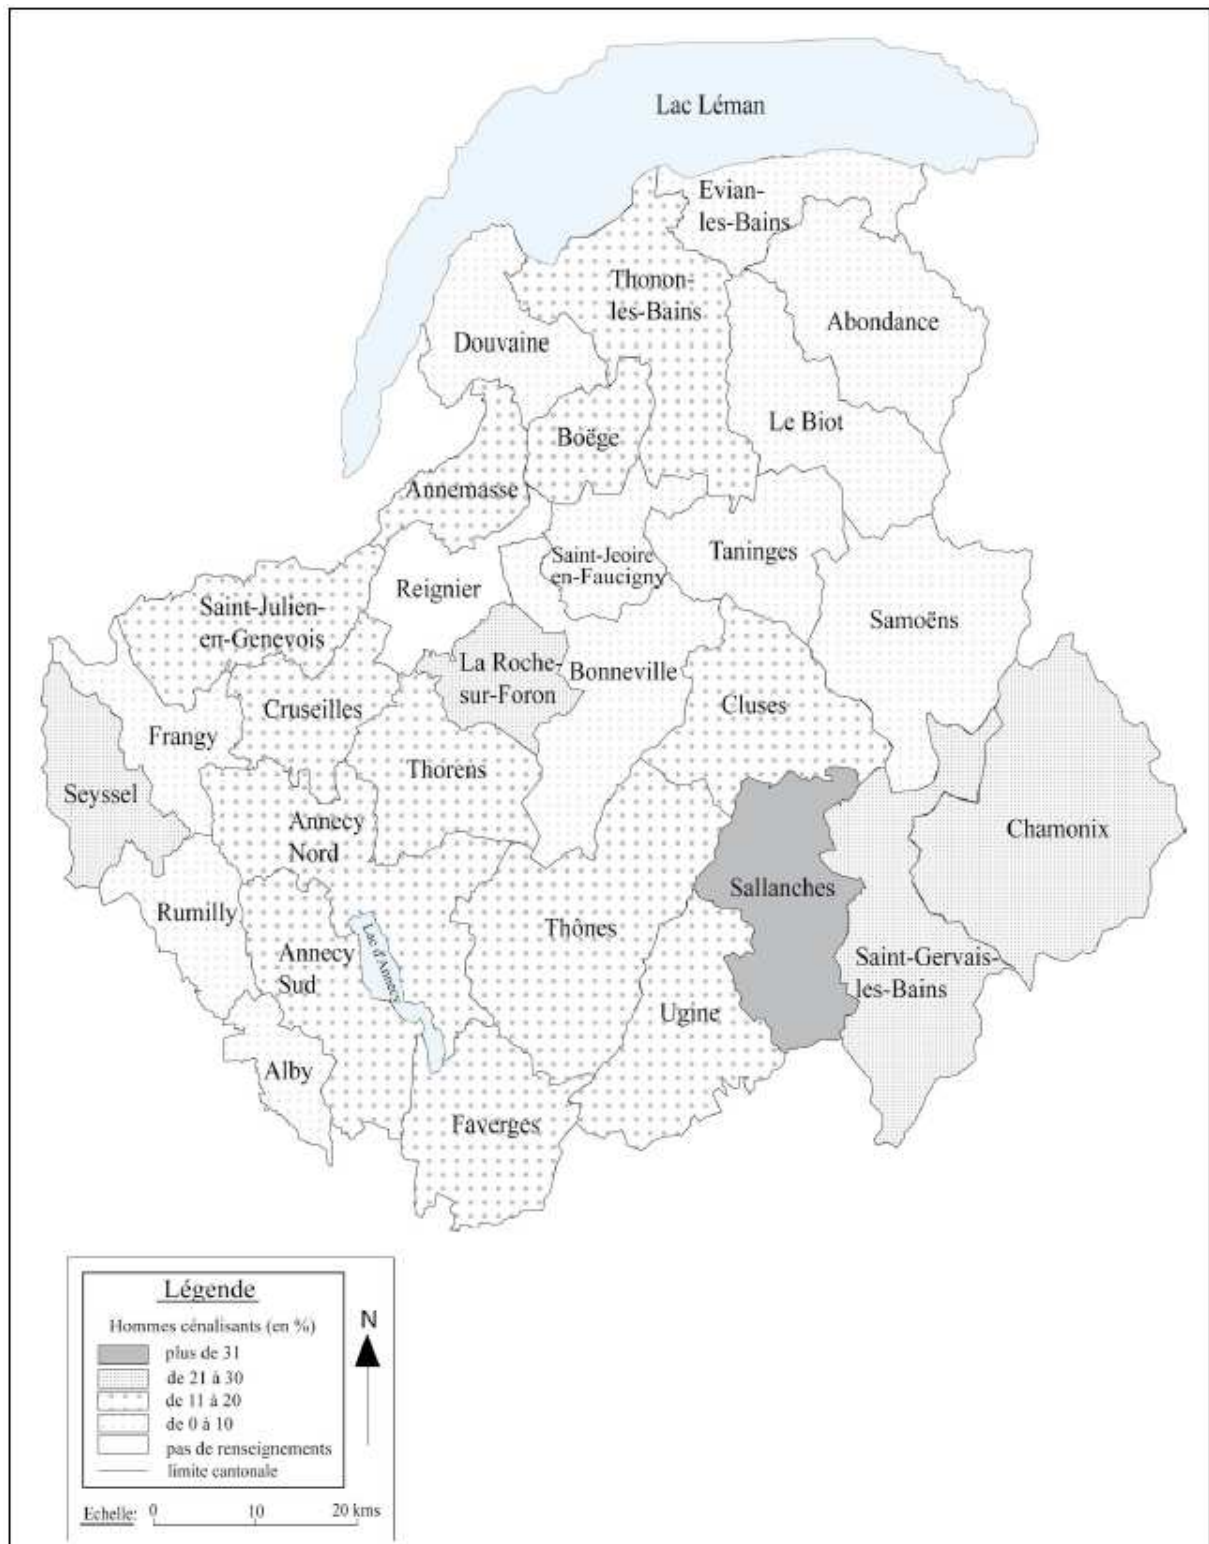 Lac Léman
Evian-
les-Bains
Thonon-
les-Bains
Abondance
Douvaine
Le Biot
Boëge
Annemasse
Saint-Jeoire
en-Faucigny
Taninges
Reignier
Saint-Julien-
en-Genevois
Samoëns
La Roche-
sur-Foron
Bonneville
Cruseilles
Cluses
Frangy
Thorens
Seyssel
Annecy
Nord
Chamonix
Sallanches
Rumilly
Thônes
Annecy
Sud
Lac d'Annecy
Saint-Gervais-
les-Bains
Ugine
Alby
Faverges
Légende
Hommes cénalisants (en %)
plus de 31
de 21 à 30
de 11 à 20
de 0 à 10
pas de renseignements
limite cantonale
N
Echelle: 0 10 20 kms